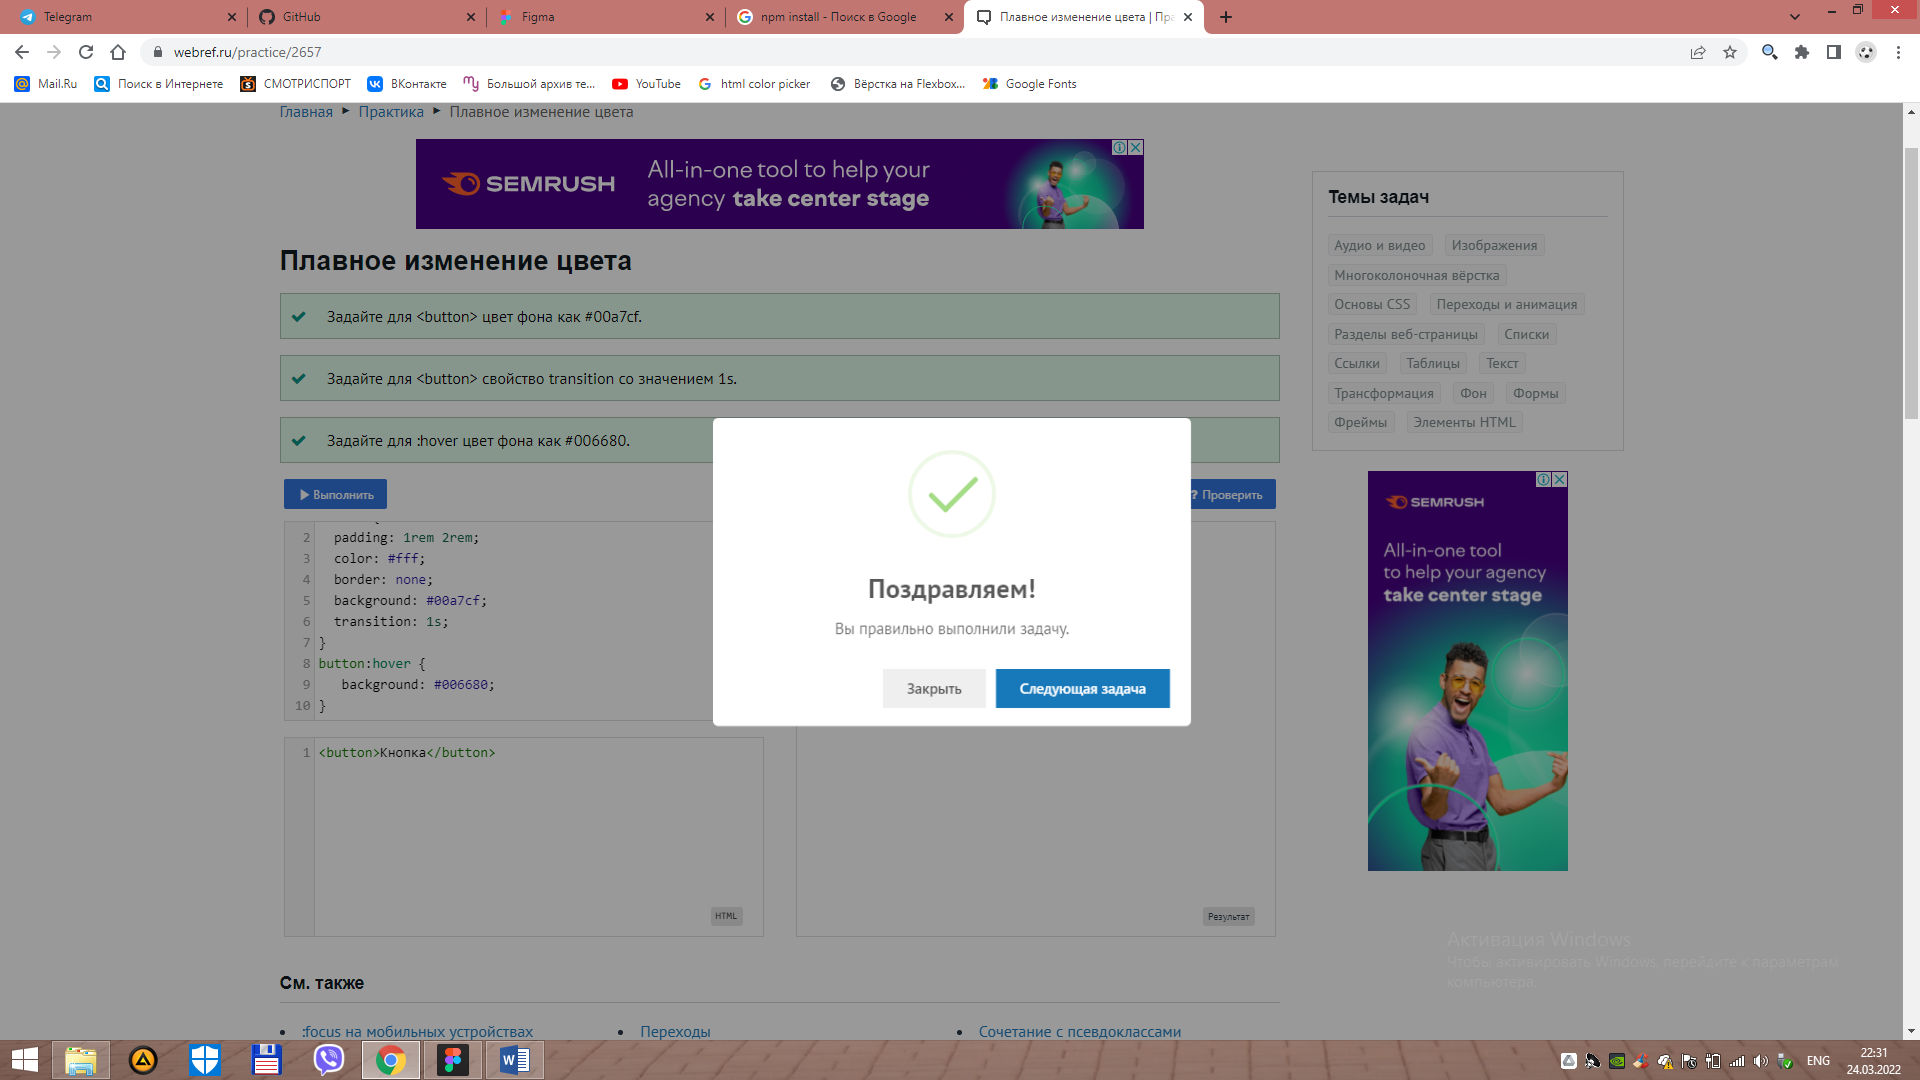 Telegram
GitHub
Figma
npm install - Поиск в Google
Плавное изменение цвета | Пра
webref.ru/practice/2657
Mail.Ru
Поиск в Интернете
СМОТРИСПОРТ
ВКонтакте
Большой архив те...
YouTube
html color picker
Вёрстка на Flexbox...
Google Fonts
Главная ► Практика ► Плавное изменение цвета
SEMRUSH
All-in-one tool to help your
agency take center stage
Плавное изменение цвета
Задайте для <button> цвет фона как #00a7cf.
Задайте для <button> свойство transition со значением 1s.
Задайте для :hover цвет фона как #006680.
Выполнить
? Проверить
2 padding: 1rem 2rem;
3 color: #fff;
4 border: none;
5 background: #00a7cf;
6 transition: 1s;
7 }
8 button:hover {
9 background: #006680;
10 }
1 <button>Кнопка</button>
HTML
Результат
Поздравляем!
Вы правильно выполнили задачу.
Закрыть
Следующая задача
Темы задач
Аудио и видео Изображения
Многоколоночная вёрстка
Основы CSS Переходы и анимация
Разделы веб-страницы Списки
Ссылки Таблицы Текст
Трансформация Фон Формы
Фреймы Элементы HTML
SEMRUSH
All-in-one tool
to help your agency
take center stage
Активация Windows
Чтобы активировать Windows, перейдите к параметрам
компьютера.
См. также
:focus на мобильных устройствах
Переходы
Сочетание с псевдоклассами
ENG
22:31
24.03.2022